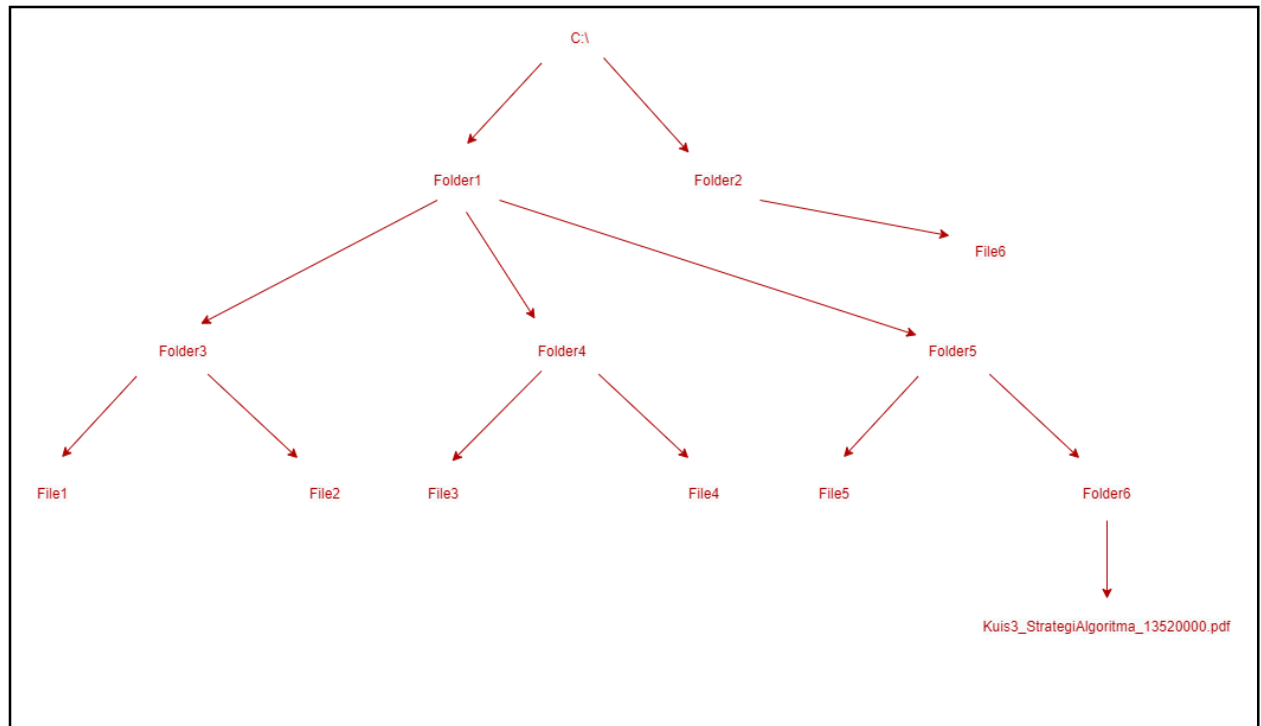 C:\
Folder1
Folder2
File6
Folder3
Folder4
Folder5
File1
File2
File3
File4
File5
Folder6
Kuis3_StrategiAlgoritma_13520000.pdf